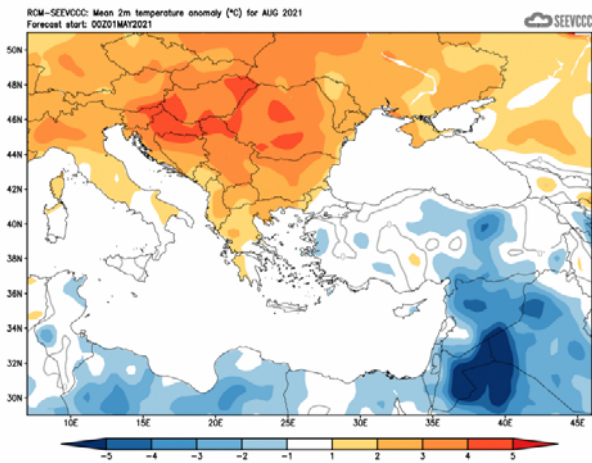 RCM-SEEVCCC: Mean 2m temperature anomaly (°C) for AUG 2021
Forecast start: 00Z01MAY2021
SEEVCCC
50N
48N
46N
44N
42N
40N
38N
36N
34N
32N
30N
10E 15E 20E 25E 30E 35E 40E 45E
-5 -4 -3 -2 -1 1 2 3 4 5